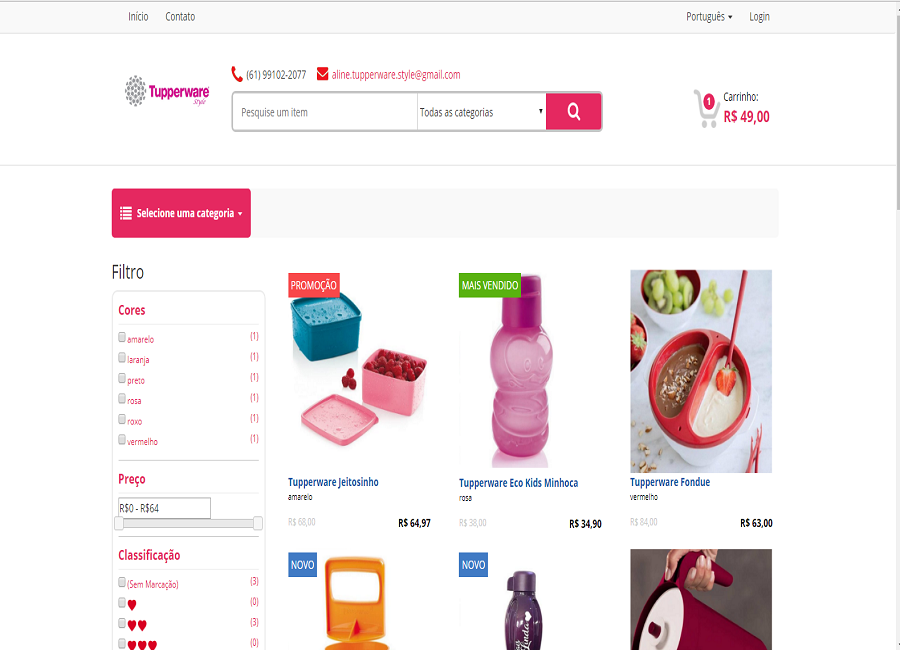 Início Contato Português Login
(61) 99102-2077 aline.tupperware.style@gmail.com
Tupperware
Style
Pesquise um item Todas as categorias
1
Carrinho:
R$ 49,00
Selecione uma categoria
Filtro
Cores
amarelo (1)
laranja (1)
preto (1)
rosa (1)
roxo (1)
vermelho (1)
Preço
R$0 - R$64
Classificação
(Sem Marcação) (3)
(0)
(3)
(0)
PROMOÇÃO
Tupperware Jeitosinho
amarelo
R$ 68,00 R$ 64,97
MAIS VENDIDO
Tupperware Eco Kids Minhoca
rosa
R$ 38,00 R$ 34,90
Tupperware Fondue
vermelho
R$ 84,00 R$ 63,00
NOVO
NOVO
Linda